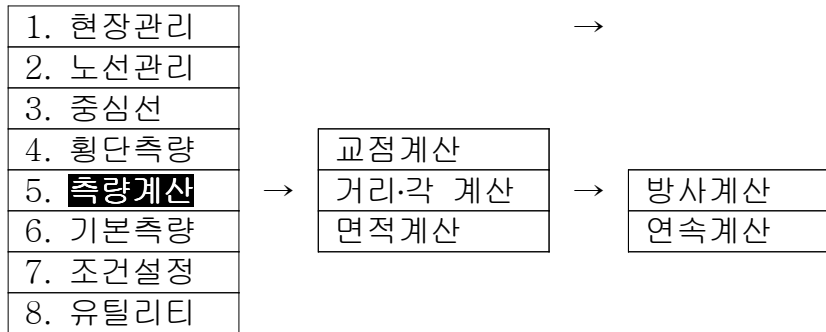 1. 현장관리 →
2. 노선관리
3. 중심선
4. 횡단측량 교점계산
5. 측량계산 → 거리·각 계산 → 방사계산
6. 기본측량 면적계산 연속계산
7. 조건설정
8. 유틸리티